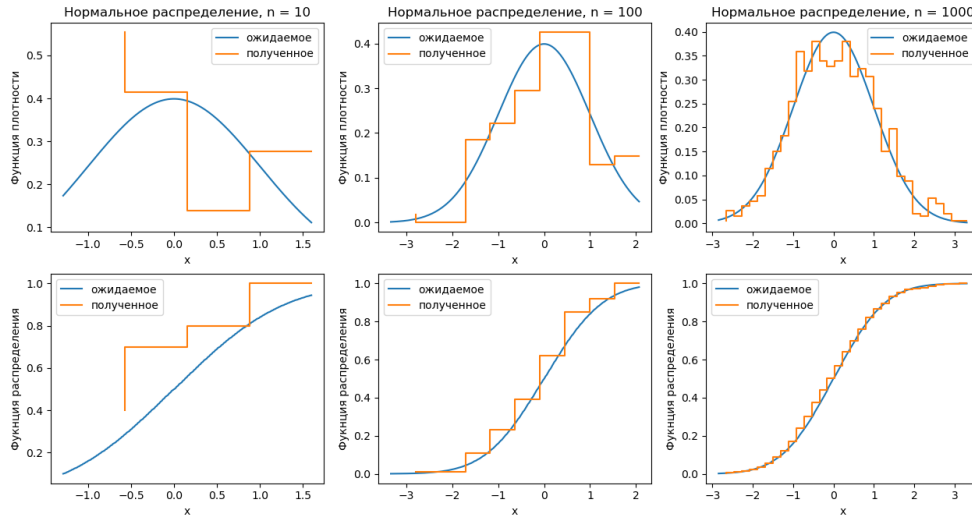 Нормальное распределение, n = 10
Функция плотности
0.5
0.4
0.3
0.2
0.1
ожидаемое
полученное
−1.0 −0.5 0.0 0.5 1.0 1.5
x
Нормальное распределение, n = 100
Функция плотности
0.4
0.3
0.2
0.1
0.0
ожидаемое
полученное
−3 −2 −1 0 1 2
x
Нормальное распределение, n = 1000
Функция плотности
0.40
0.35
0.30
0.25
0.20
0.15
0.10
0.05
0.00
ожидаемое
полученное
−3 −2 −1 0 1 2 3
x
Фукнция распределения
1.0
0.8
0.6
0.4
0.2
ожидаемое
полученное
−1.0 −0.5 0.0 0.5 1.0 1.5
x
Фукнция распределения
1.0
0.8
0.6
0.4
0.2
0.0
ожидаемое
полученное
−3 −2 −1 0 1 2
x
Фукнция распределения
1.0
0.8
0.6
0.4
0.2
0.0
ожидаемое
полученное
−3 −2 −1 0 1 2 3
x